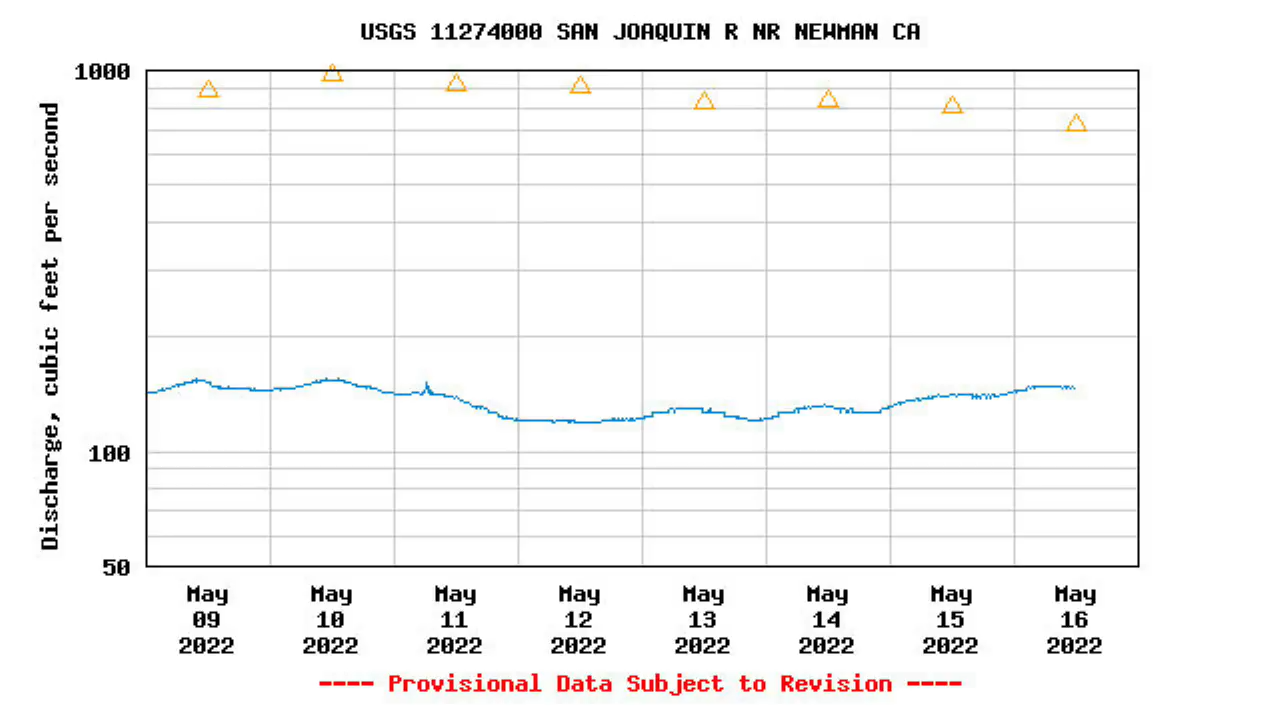 USGS 11274000 SAN JOAQUIN R NR NEWMAN CA
1000
Discharge, cubic feet per second
100
50
May May May May May May May May
09 10 11 12 13 14 15 16
2022 2022 2022 2022 2022 2022 2022 2022
---- Provisional Data Subject to Revision ----